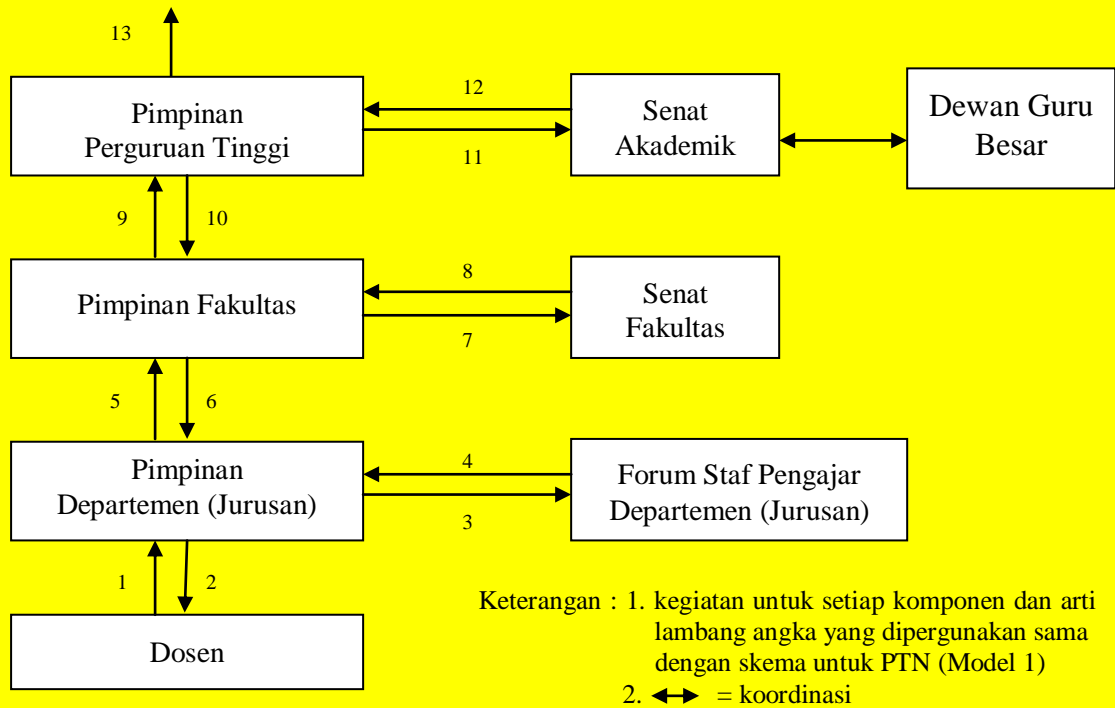 13
Pimpinan
Perguruan Tinggi
12
11
Senat
Akademik
Dewan Guru
Besar
9
10
Pimpinan Fakultas
8
7
Senat
Fakultas
5
6
Pimpinan
Departemen (Jurusan)
4
3
Forum Staf Pengajar
Departemen (Jurusan)
1
2
Dosen
Keterangan : 1. kegiatan untuk setiap komponen dan arti
lambang angka yang dipergunakan sama
dengan skema untuk PTN (Model 1)
2. ↔ = koordinasi